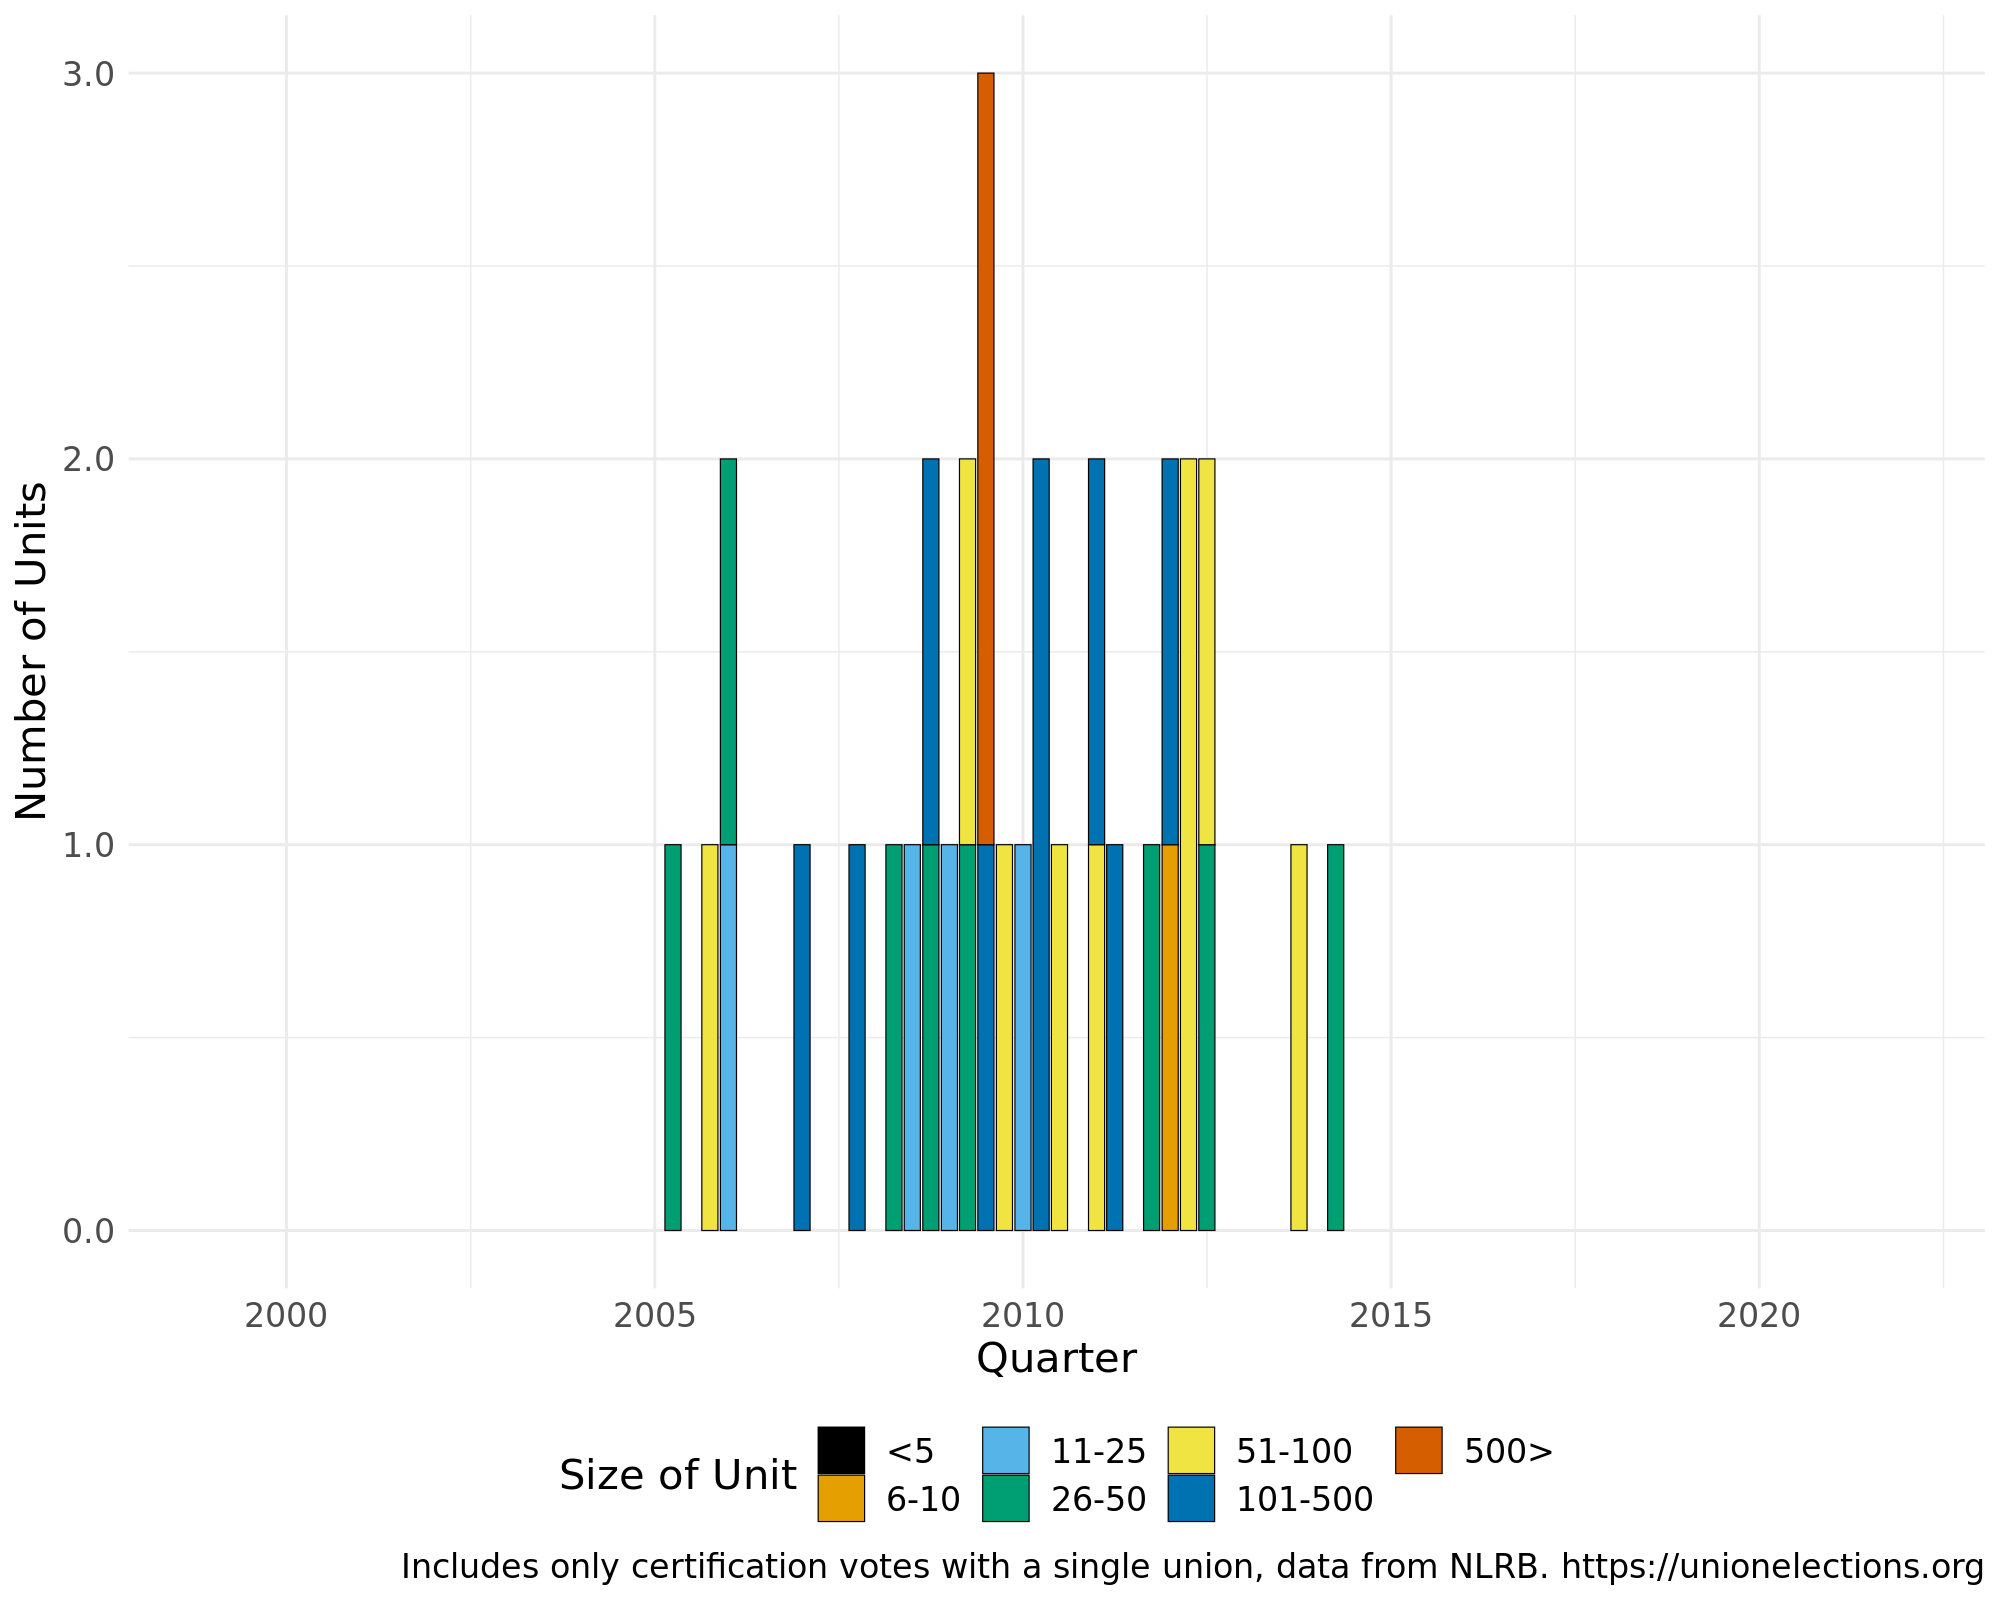 3.0
2.0
1.0
0.0
Number of Units
2000 2005 2010 2015 2020
Quarter
Size of Unit
<5 11-25 51-100 500>
6-10 26-50 101-500
Includes only certification votes with a single union, data from NLRB. https://unionelections.org